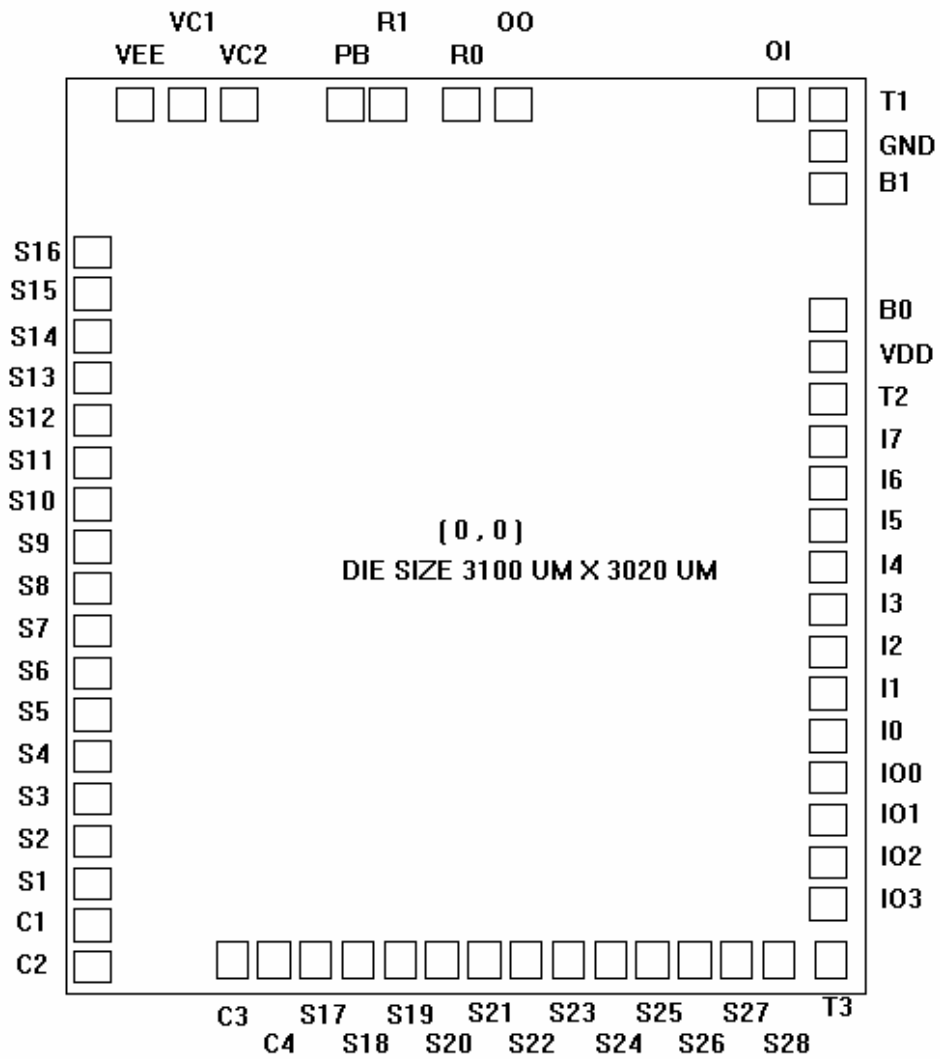 VC1 R1 OO
VEE VC2 PB R0 OI
T1
GND
B1
S16
S15
B0
S14
VDD
S13
T2
S12
I7
S11
I6
S10
I5
(0,0)
S9
I4
DIE SIZE 3100 UM X 3020 UM
S8
I3
S7
I2
S6
I1
S5
I0
S4
IO0
S3
IO1
S2
IO2
S1
IO3
C1
C2
C3 S17 S19 S21 S23 S25 S27 T3
C4 S18 S20 S22 S24 S26 S28